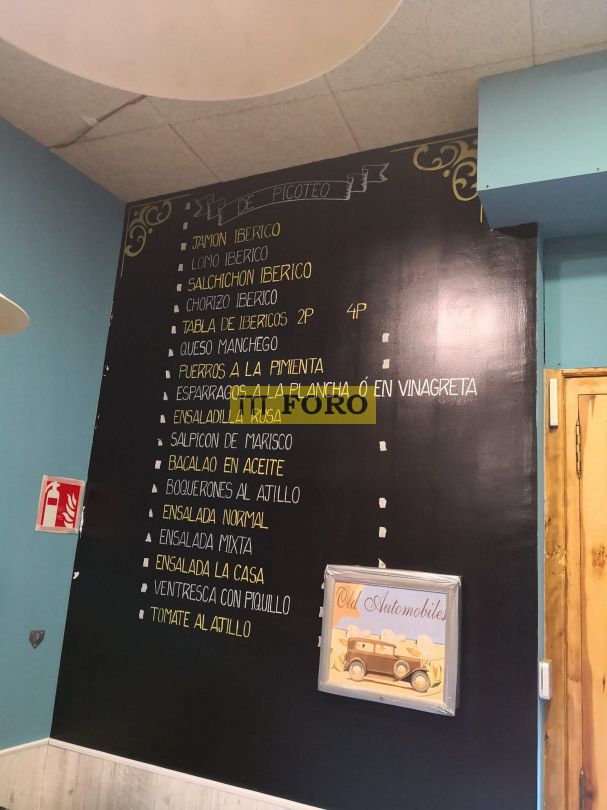 DE PICOTEO
JAMON IBERICO
LOMO IBERICO
SALCHICHON IBERICO
CHORIZO IBERICO
TABLA DE IBERICOS 2P 4P
QUESO MANCHEGO
PUERROS A LA PIMIENTA
ESPARRAGOS A LA PLANCHA Ó EN VINAGRETA
FORO
ENSALADILLA RUSA
SALPICON DE MARISCO
BACALAO EN ACEITE
BOQUERONES AL AJILLO
ENSALADA NORMAL
ENSALADA MIXTA
ENSALADA LA CASA
VENTRESCA CON PIQUILLO
TOMATE AL AJILLO
Old Automobiles